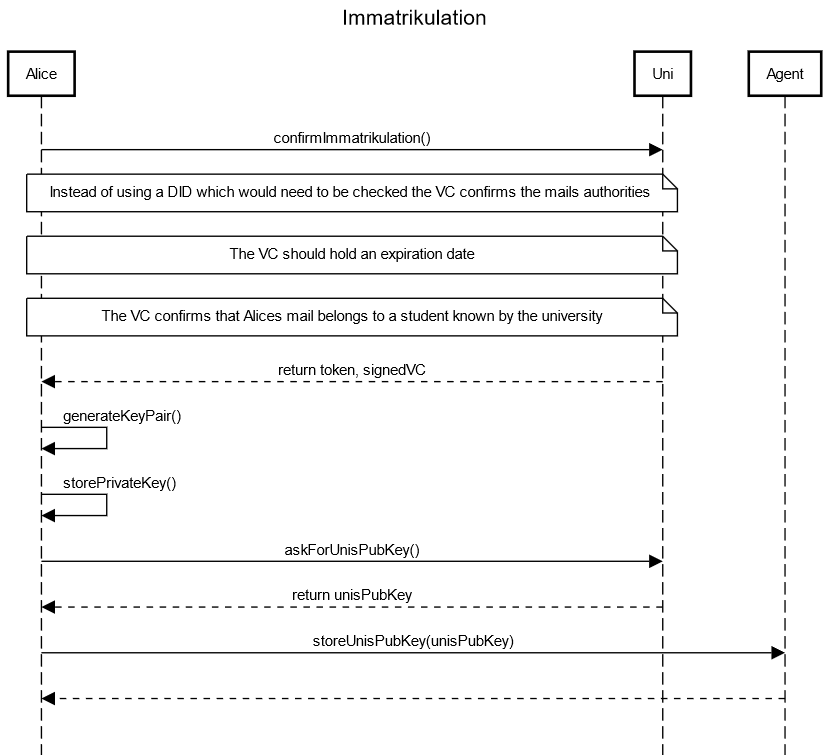 Immatrikulation
Alice
Uni
Agent
confirmImmatrikulation()
Instead of using a DID which would need to be checked the VC confirms the mails authorities
The VC should hold an expiration date
The VC confirms that Alices mail belongs to a student known by the university
return token, signedVC
generateKeyPair()
storePrivateKey()
askForUnisPubKey()
return unisPubKey
storeUnisPubKey(unisPubKey)